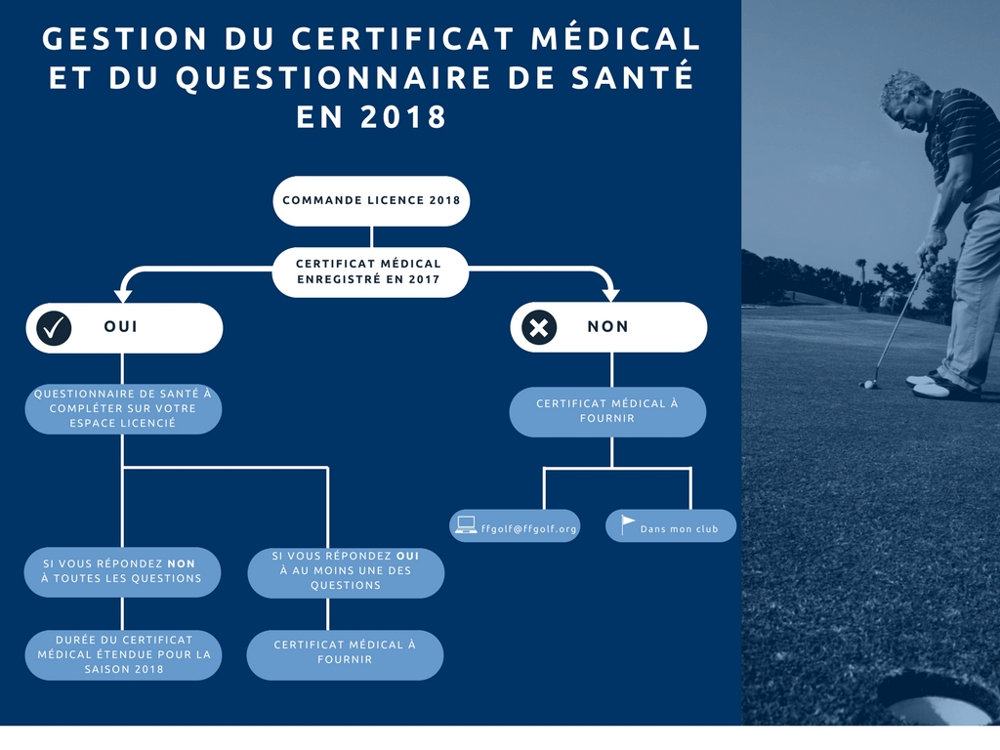 GESTION DU CERTIFICAT MÉDICAL
ET DU QUESTIONNAIRE DE SANTÉ
EN 2018
COMMANDE LICENCE 2018
CERTIFICAT MÉDICAL
ENREGISTRÉ EN 2017
OUI
NON
QUESTIONNAIRE DE SANTÉ À
COMPLÉTER SUR VOTRE
ESPACE LICENCIÉ
CERTIFICAT MÉDICAL À
FOURNIR
ffgolf@ffgolf.org
Dans mon club
SI VOUS RÉPONDEZ NON
À TOUTES LES QUESTIONS
SI VOUS RÉPONDEZ OUI
À AU MOINS UNE DES
QUESTIONS
DURÉE DU CERTIFICAT
MÉDICAL ÉTENDUE POUR LA
SAISON 2018
CERTIFICAT MÉDICAL À
FOURNIR